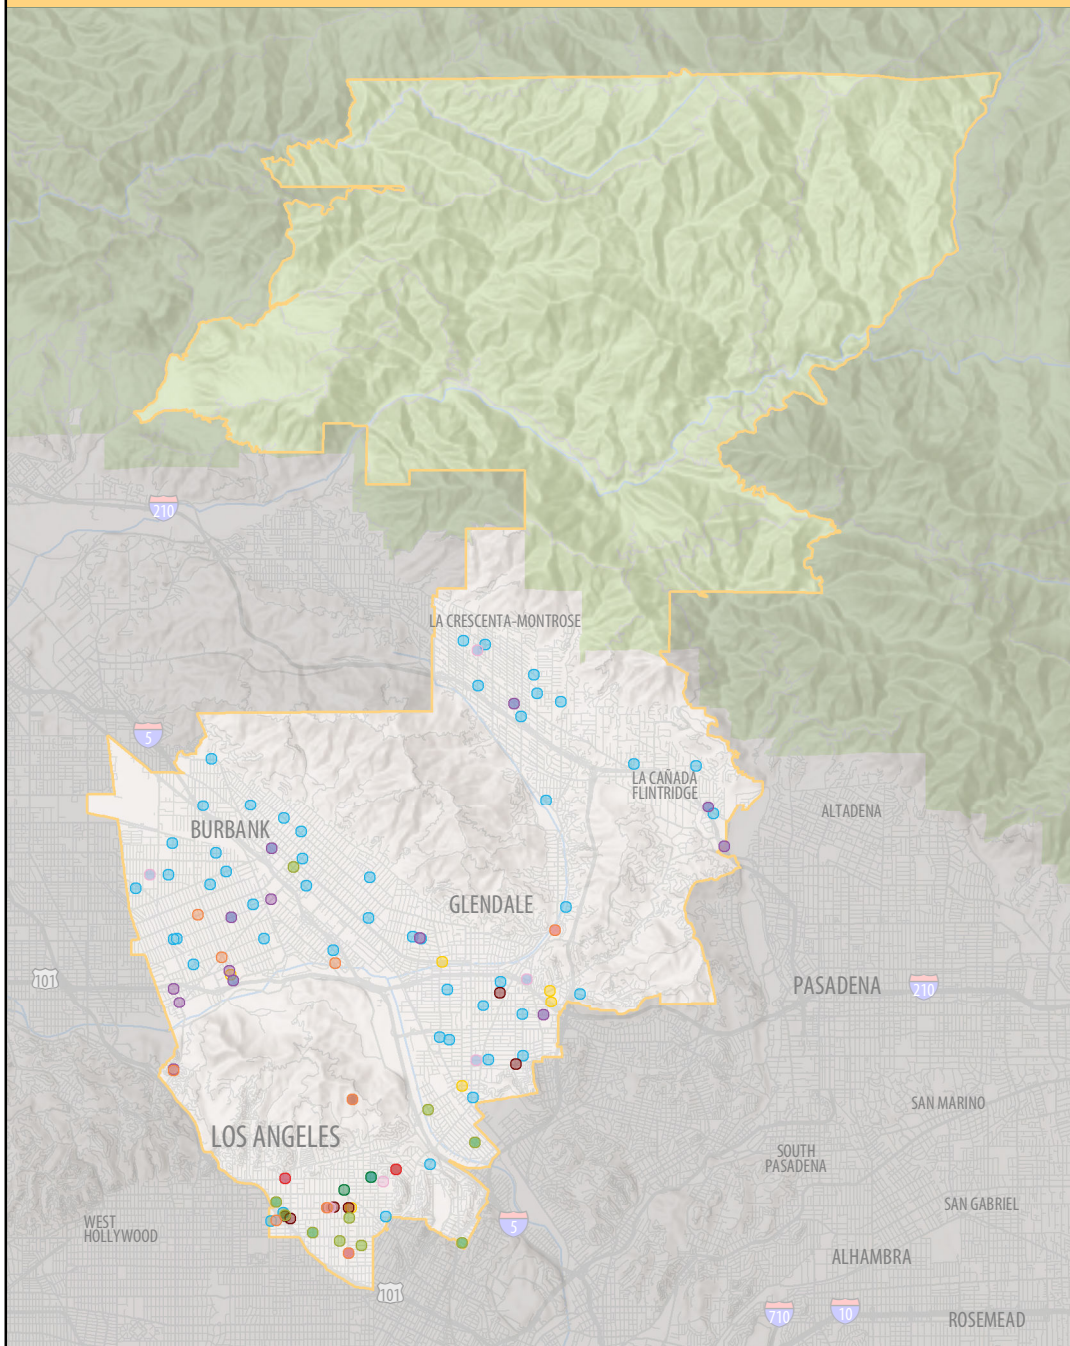 210
LA CRESCENTA-MONTROSE
5
LA CAÑADA
FLINTRIDGE
ALTADENA
BURBANK
GLENDALE
101
PASADENA
210
SAN MARINO
LOS ANGELES
SOUTH
PASADENA
SAN GABRIEL
WEST
HOLLYWOOD
5
ALHAMBRA
101
710
10
ROSEMEAD